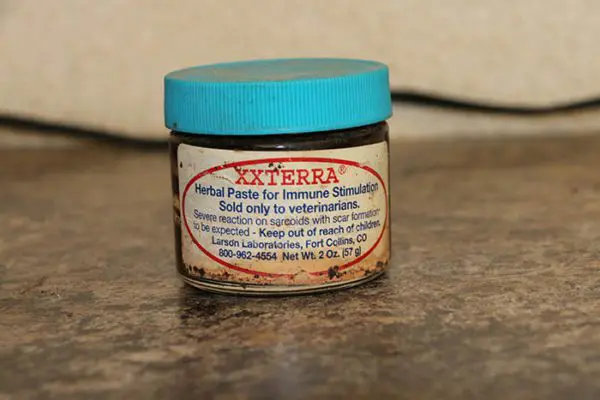 XXTERRA®
Herbal Paste for Immune Stimulation
Sold only to veterinarians.
Severe reaction on sarcoids with scar formation
to be expected - Keep out of reach of children.
Larson Laboratories, Fort Collins, CO
800-962-4554 Net Wt. 2 Oz. (57 g)